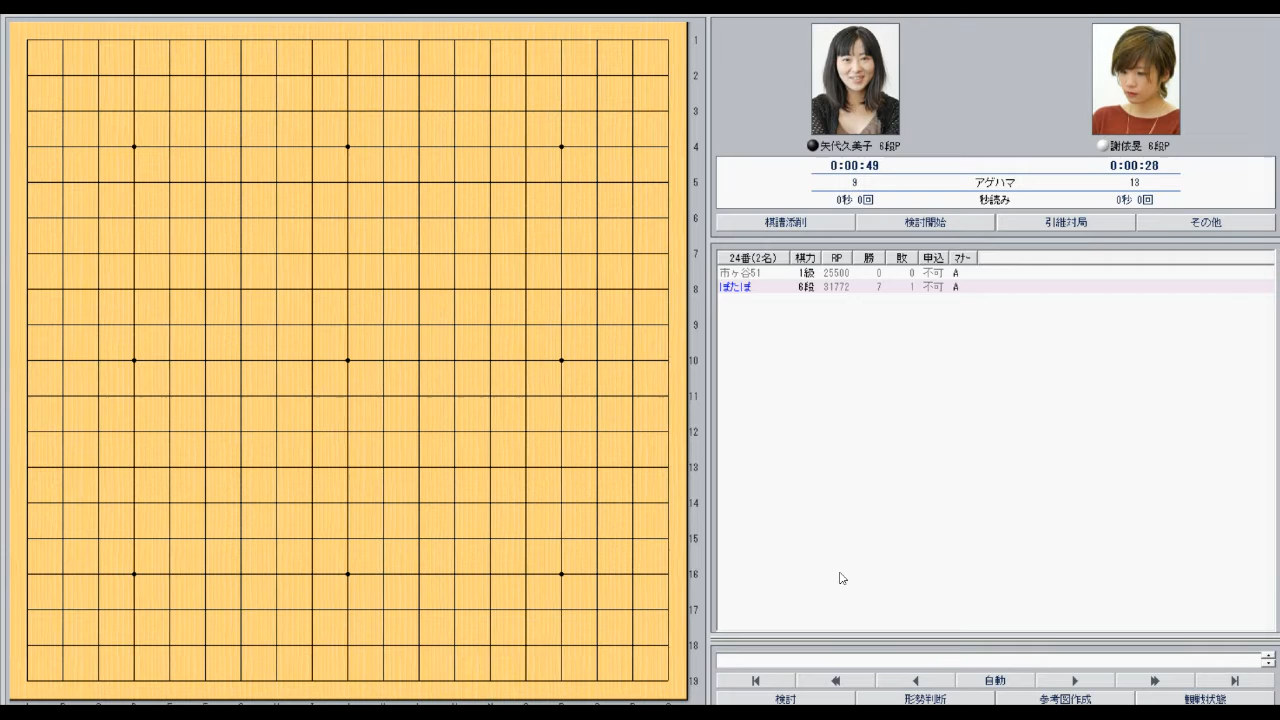 矢代久美子 6段P
謝依旻 6段P
0:00:49 0:00:28
9 アゲハマ 13
0秒 0回 秒読み 0秒 0回
棋譜添削 検討開始 引継対局 その他
24番(2名) 棋力 RP 勝 敗 申込 マナー
市ヶ谷51 1級 25500 0 0 不可 A
ぽたぽ 6段 31772 7 1 不可 A
1
2
3
4
5
6
7
8
9
10
11
12
13
14
15
16
17
18
19
自動
検討 形勢判断 参考図作成 観戦状態